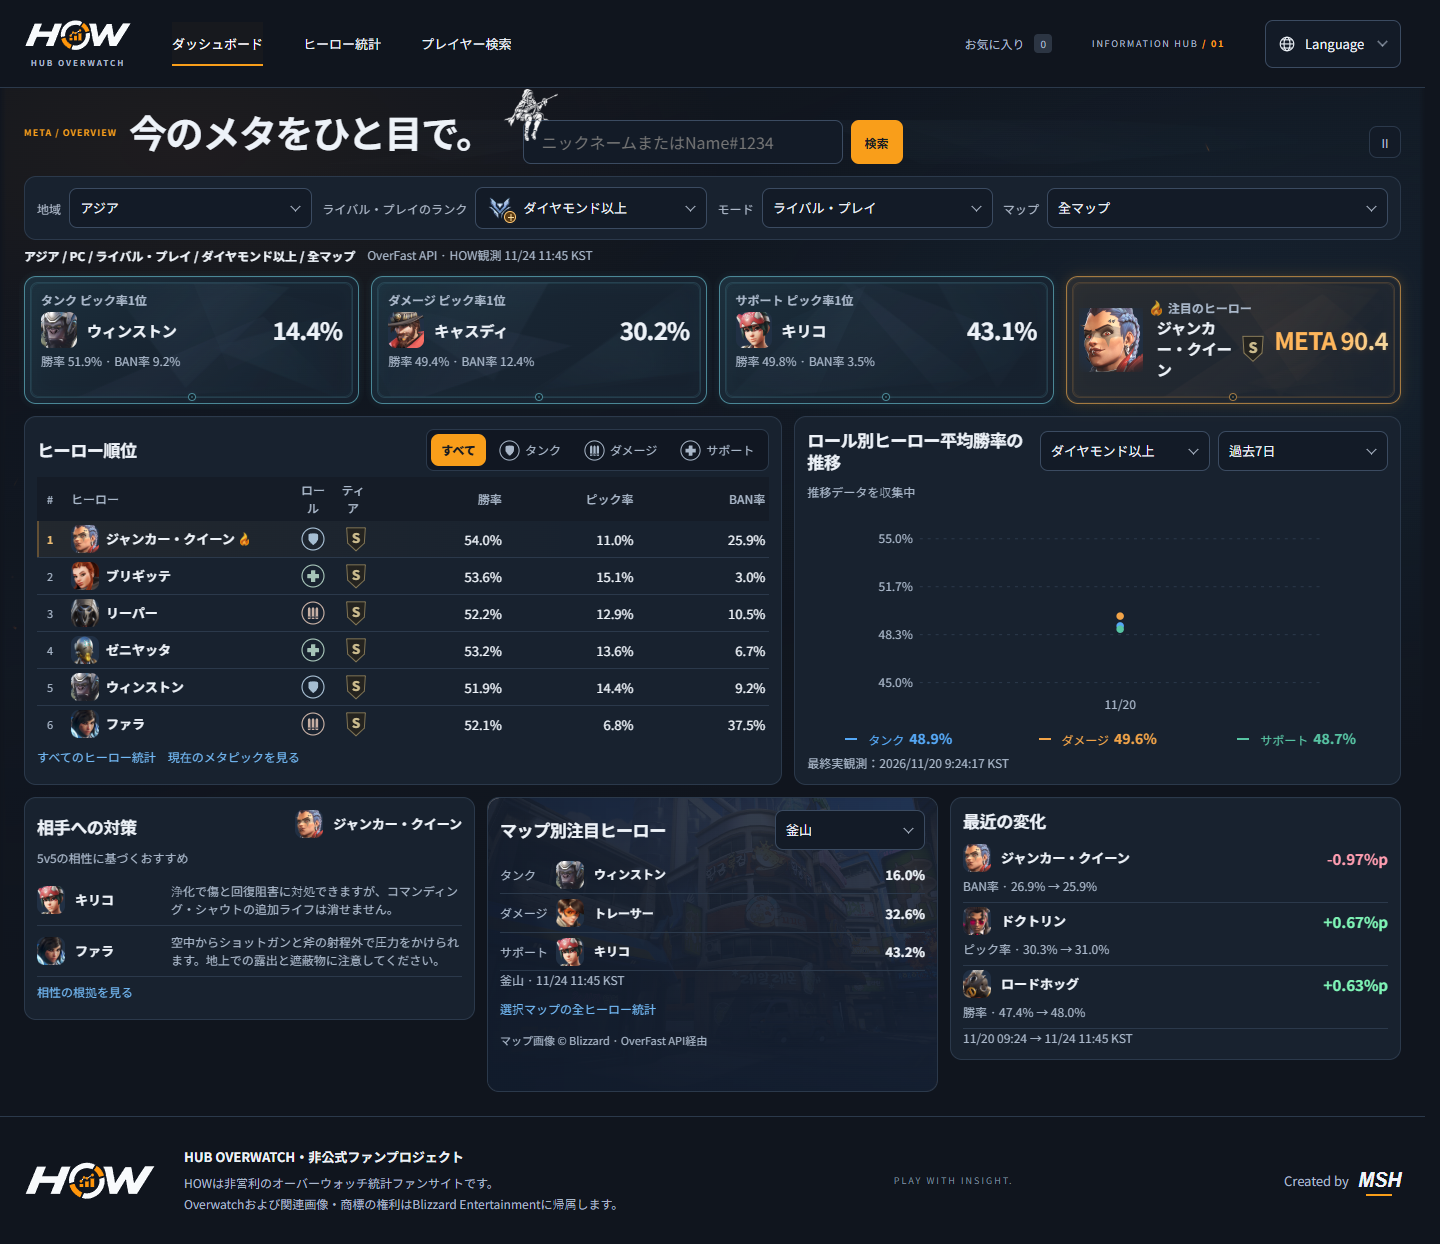 HOW
HUB OVERWATCH
ダッシュボード
ヒーロー統計
プレイヤー検索
お気に入り 0
INFORMATION HUB / 01
Language
META / OVERVIEW
今のメタをひと目で。
ニックネームまたはName#1234
検索
地域
アジア
ライバル・プレイのランク
ダイヤモンド以上
モード
ライバル・プレイ
マップ
全マップ
アジア / PC / ライバル・プレイ / ダイヤモンド以上 / 全マップ
OverFast API · HOW観測 11/24 11:45 KST
タンク ピック率1位
ウィンストン
14.4%
勝率 51.9% · BAN率 9.2%
ダメージ ピック率1位
キャスディ
30.2%
勝率 49.4% · BAN率 12.4%
サポート ピック率1位
キリコ
43.1%
勝率 49.8% · BAN率 3.5%
注目のヒーロー
ジャンカ
ー・クイー
ン
S
META 90.4
ヒーロー順位
すべて
タンク
ダメージ
サポート
# ヒーロー ロール ティア 勝率 ピック率 BAN率
1 ジャンカー・クイーン S 54.0% 11.0% 25.9%
2 ブリギッテ S 53.6% 15.1% 3.0%
3 リーパー S 52.2% 12.9% 10.5%
4 ゼニヤッタ S 53.2% 13.6% 6.7%
5 ウィンストン S 51.9% 14.4% 9.2%
6 ファラ S 52.1% 6.8% 37.5%
すべてのヒーロー統計 現在のメタピックを見る
ロール別ヒーロー平均勝率の
推移
ダイヤモンド以上
過去7日
推移データを収集中
55.0%
51.7%
48.3%
45.0%
11/20
タンク 48.9%
ダメージ 49.6%
サポート 48.7%
最終実観測：2026/11/20 9:24:17 KST
相手への対策
ジャンカー・クイーン
5v5の相性に基づくおすすめ
キリコ
浄化で傷と回復阻害に対処できますが、コマンディン
グ・シャウトの追加ライフは消せません。
ファラ
空中からショットガンと斧の射程外で圧力をかけられ
ます。地上での露出と遮蔽物に注意してください。
相性の根拠を見る
マップ別注目ヒーロー
釜山
タンク ウィンストン 16.0%
ダメージ トレーサー 32.6%
サポート キリコ 43.2%
釜山 · 11/24 11:45 KST
選択マップの全ヒーロー統計
マップ画像 © Blizzard · OverFast API経由
最近の変化
ジャンカー・クイーン -0.97%p
BAN率 · 26.9% → 25.9%
ドクトリン +0.67%p
ピック率 · 30.3% → 31.0%
ロードホッグ +0.63%p
勝率 · 47.4% → 48.0%
11/20 09:24 → 11/24 11:45 KST
HOW
HUB OVERWATCH・非公式ファンプロジェクト
HOWは非営利のオーバーウォッチ統計ファンサイトです。
Overwatchおよび関連画像・商標の権利はBlizzard Entertainmentに帰属します。
PLAY WITH INSIGHT.
Created by MSH